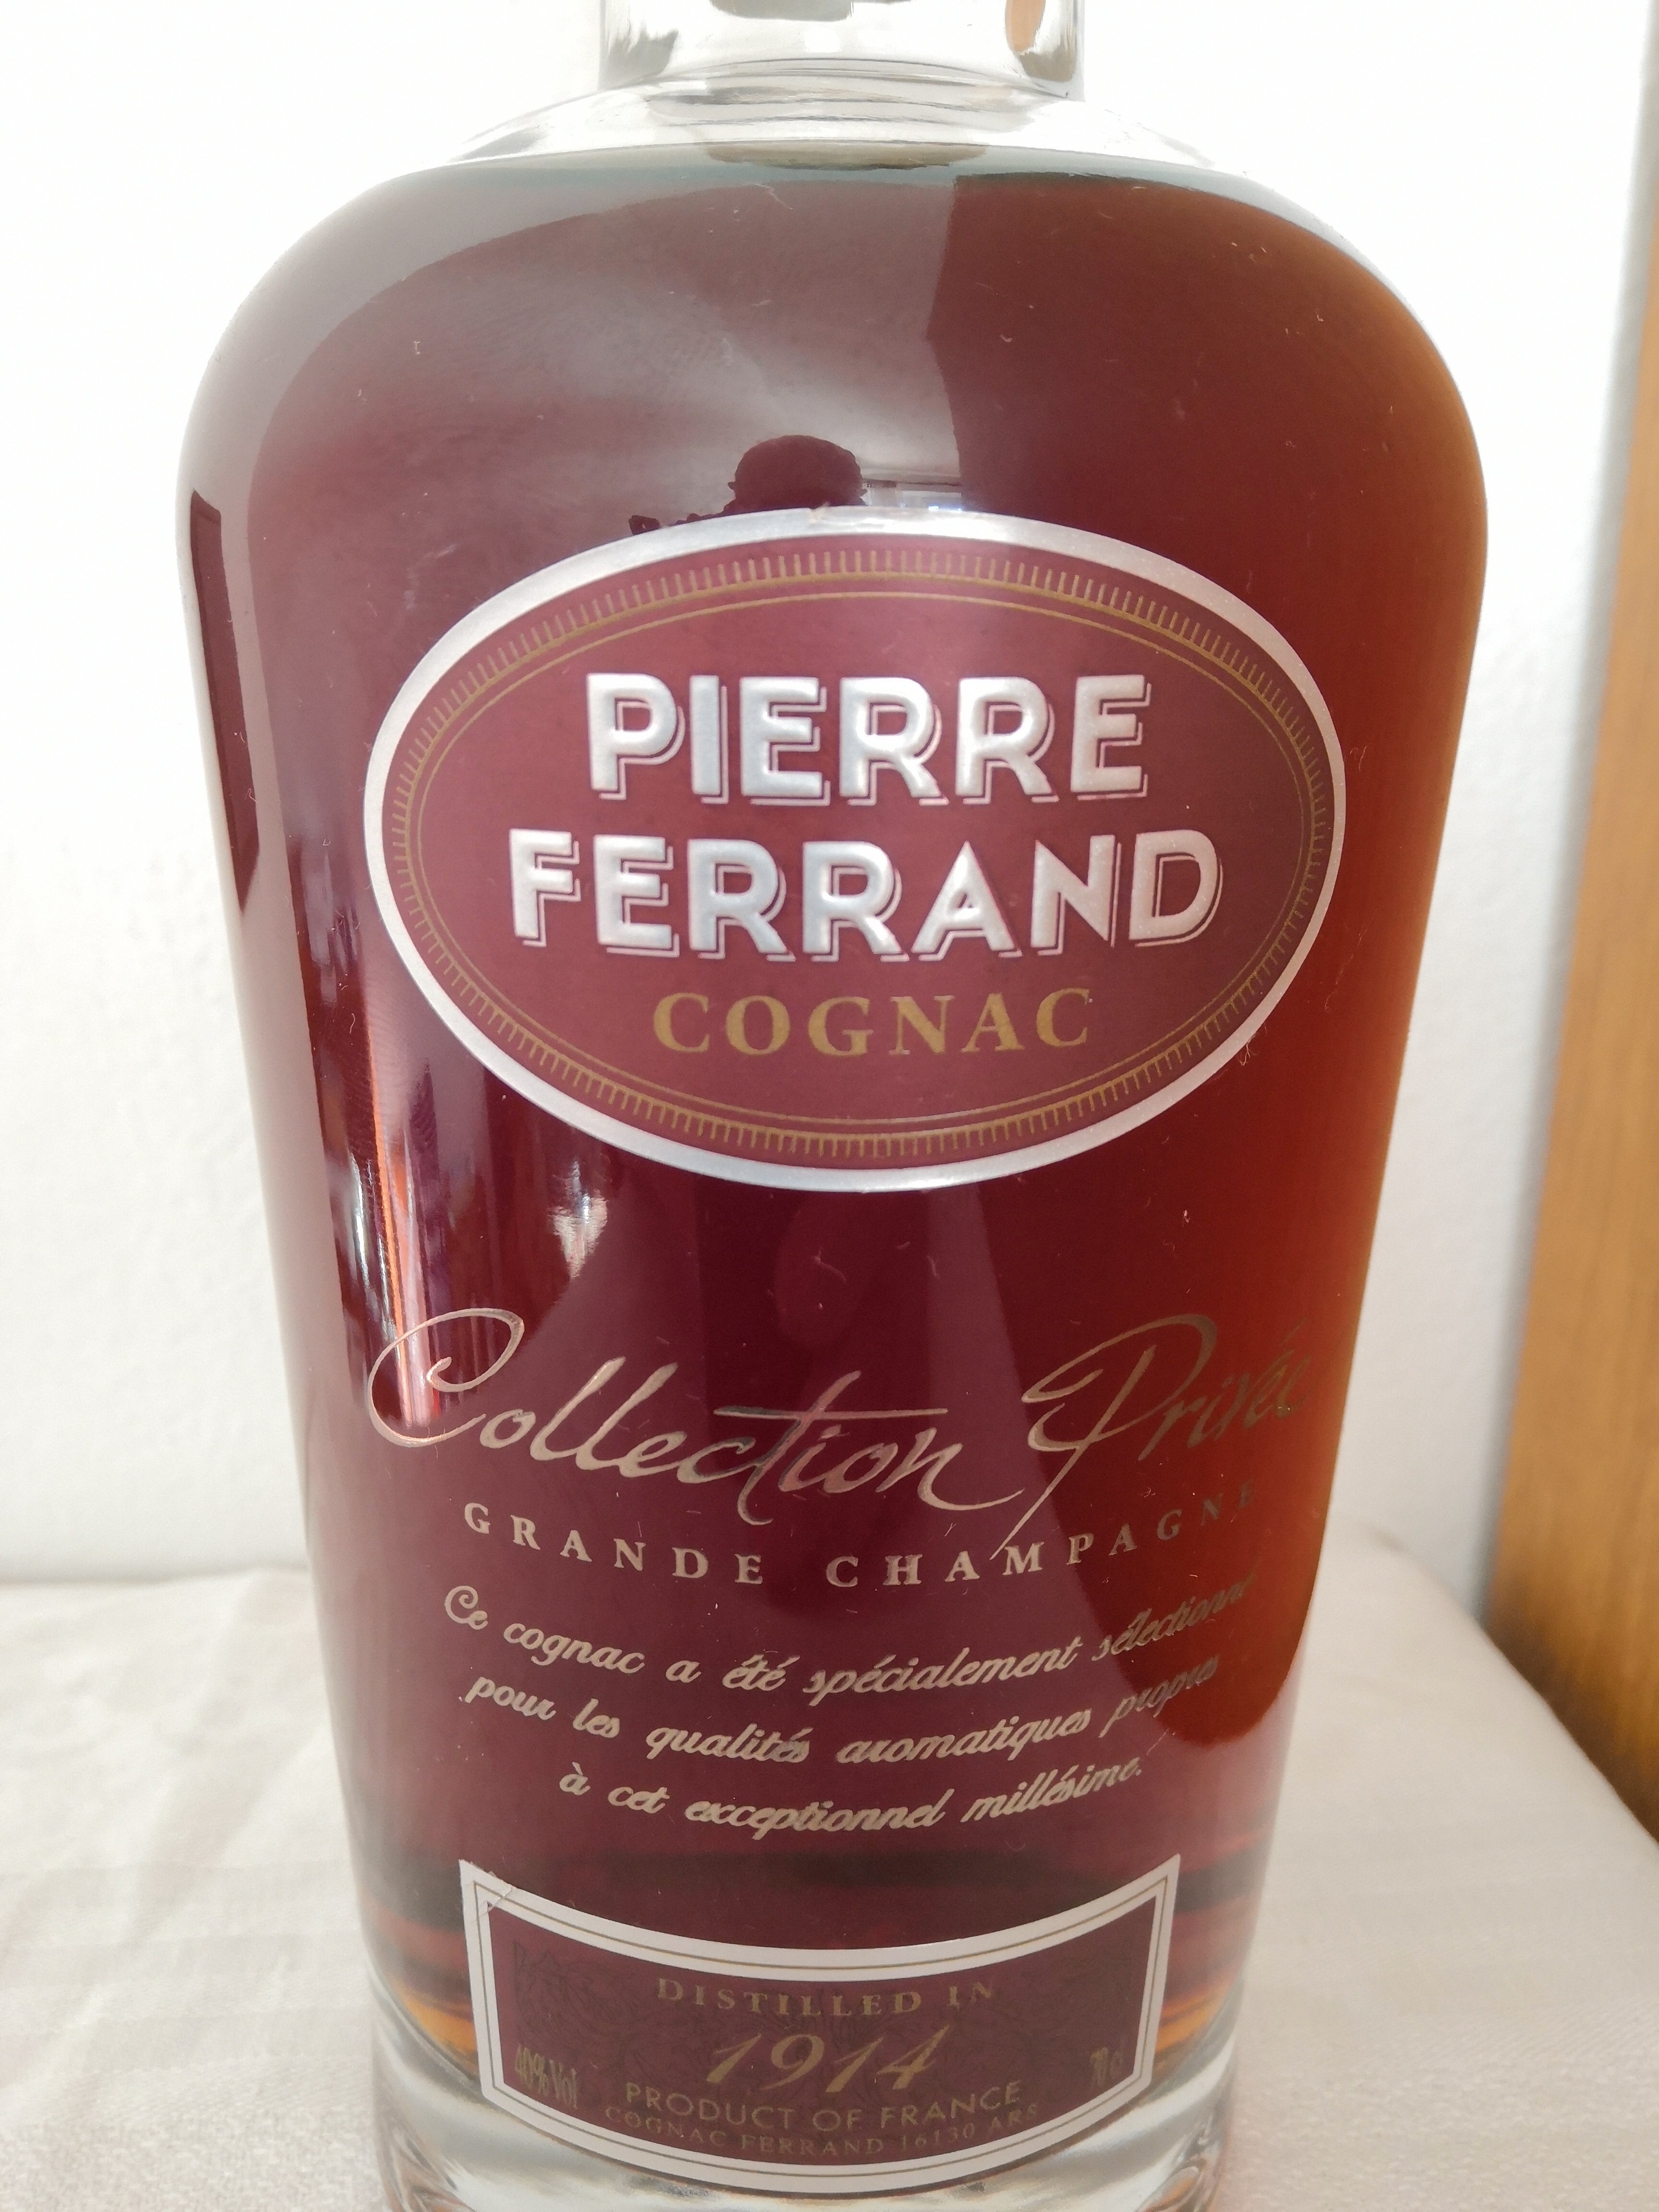 PIERRE
FERRAND
COGNAC
Collection Privée
GRANDE CHAMPAGNE
Ce cognac a été spécialement sélectionné
pour les qualités aromatiques propres
à cet exceptionnel millésime.
DISTILLED IN
1914
40%Vol 70cl
PRODUCT OF FRANCE
COGNAC FERRAND 16130 ARS